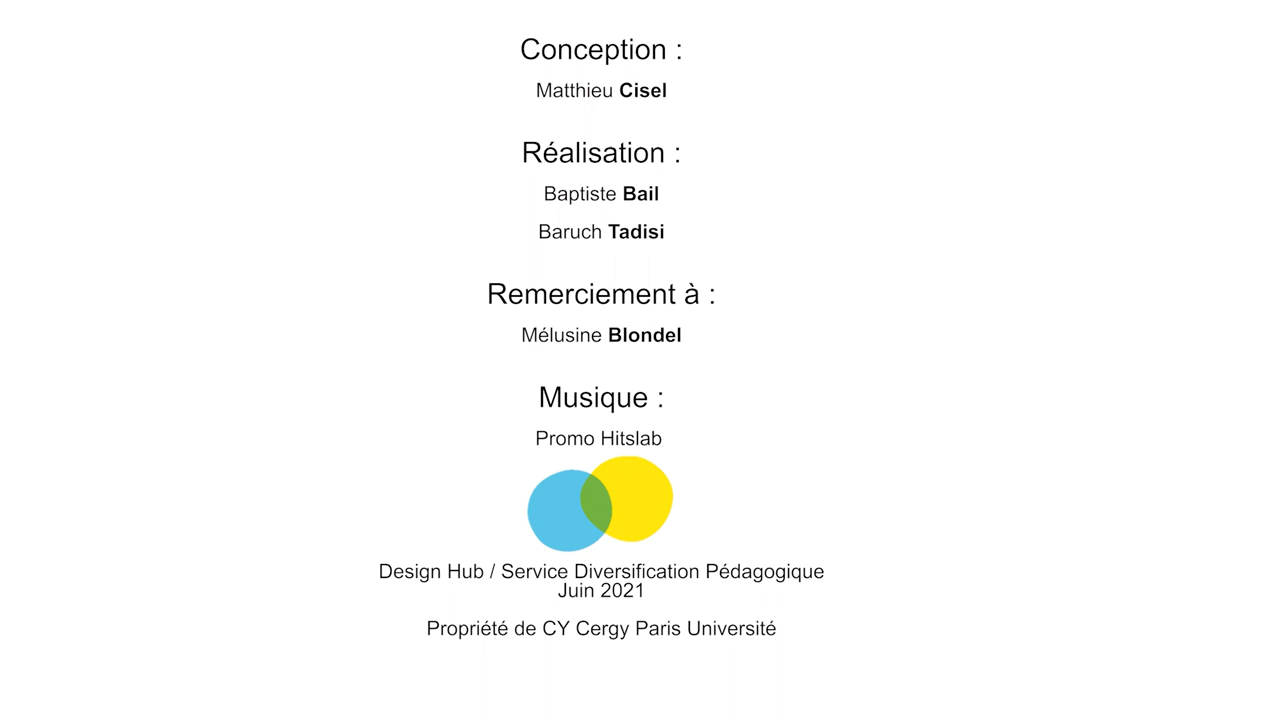 Conception :
Matthieu Cisel
Réalisation :
Baptiste Bail
Baruch Tadisi
Remerciement à :
Mélusine Blondel
Musique :
Promo Hitslab
Design Hub / Service Diversification Pédagogique
Juin 2021
Propriété de CY Cergy Paris Université